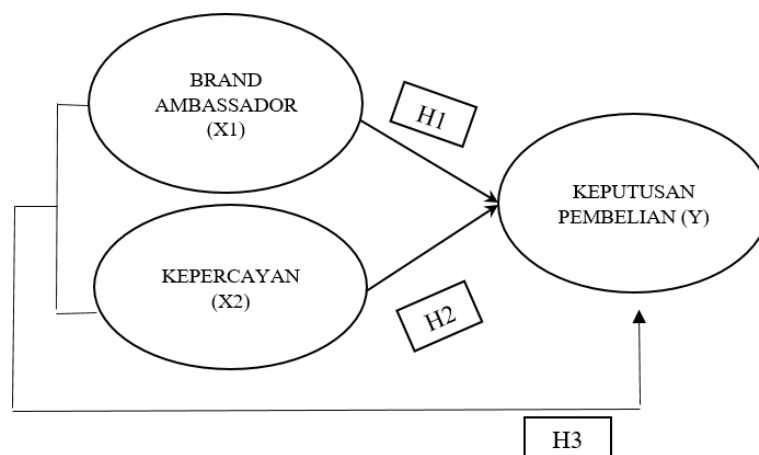 BRAND
AMBASSADOR
(X1)
H1
KEPUTUSAN
PEMBELIAN (Y)
KEPERCAYAN
(X2)
H2
H3